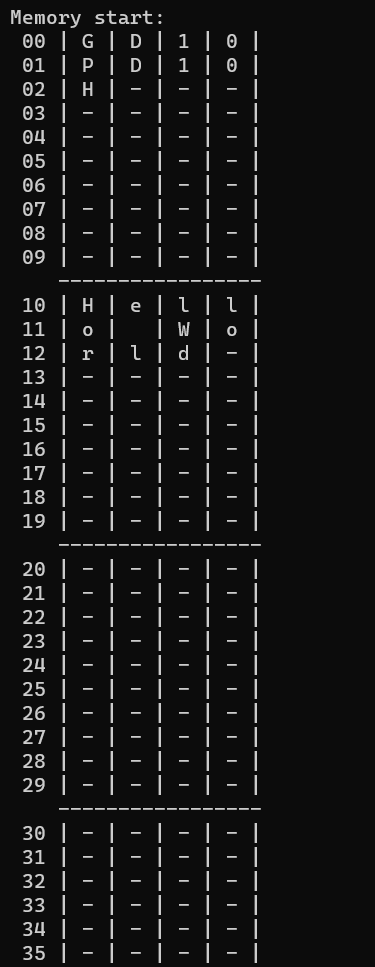 Memory start:
00 | G | D | 1 | 0 |
01 | P | D | 1 | 0 |
02 | H | - | - | - |
03 | - | - | - | - |
04 | - | - | - | - |
05 | - | - | - | - |
06 | - | - | - | - |
07 | - | - | - | - |
08 | - | - | - | - |
09 | - | - | - | - |
-----------------
10 | H | e | l | l |
11 | o |   | W | o |
12 | r | l | d | - |
13 | - | - | - | - |
14 | - | - | - | - |
15 | - | - | - | - |
16 | - | - | - | - |
17 | - | - | - | - |
18 | - | - | - | - |
19 | - | - | - | - |
-----------------
20 | - | - | - | - |
21 | - | - | - | - |
22 | - | - | - | - |
23 | - | - | - | - |
24 | - | - | - | - |
25 | - | - | - | - |
26 | - | - | - | - |
27 | - | - | - | - |
28 | - | - | - | - |
29 | - | - | - | - |
-----------------
30 | - | - | - | - |
31 | - | - | - | - |
32 | - | - | - | - |
33 | - | - | - | - |
34 | - | - | - | - |
35 | - | - | - | - |